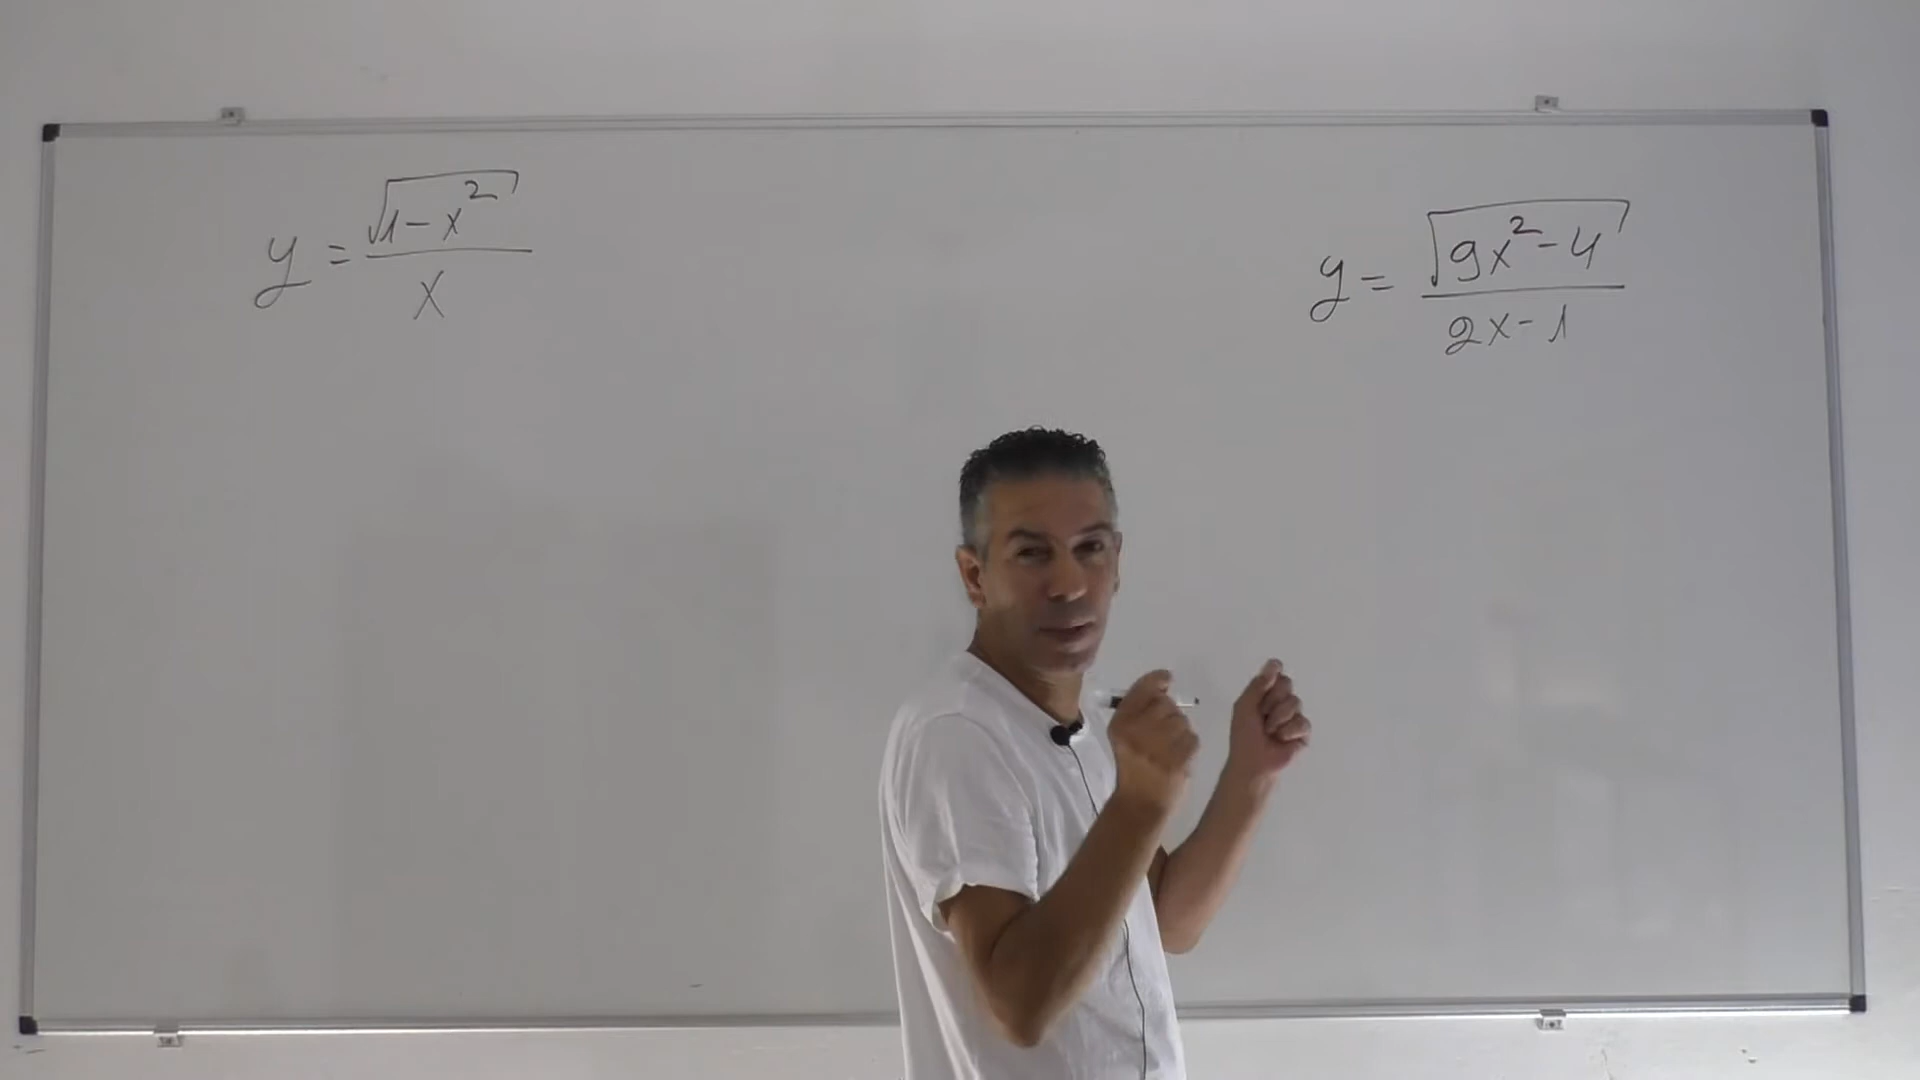 y = √(1-x²) / x
y = √(9x²-4) / (2x-1)